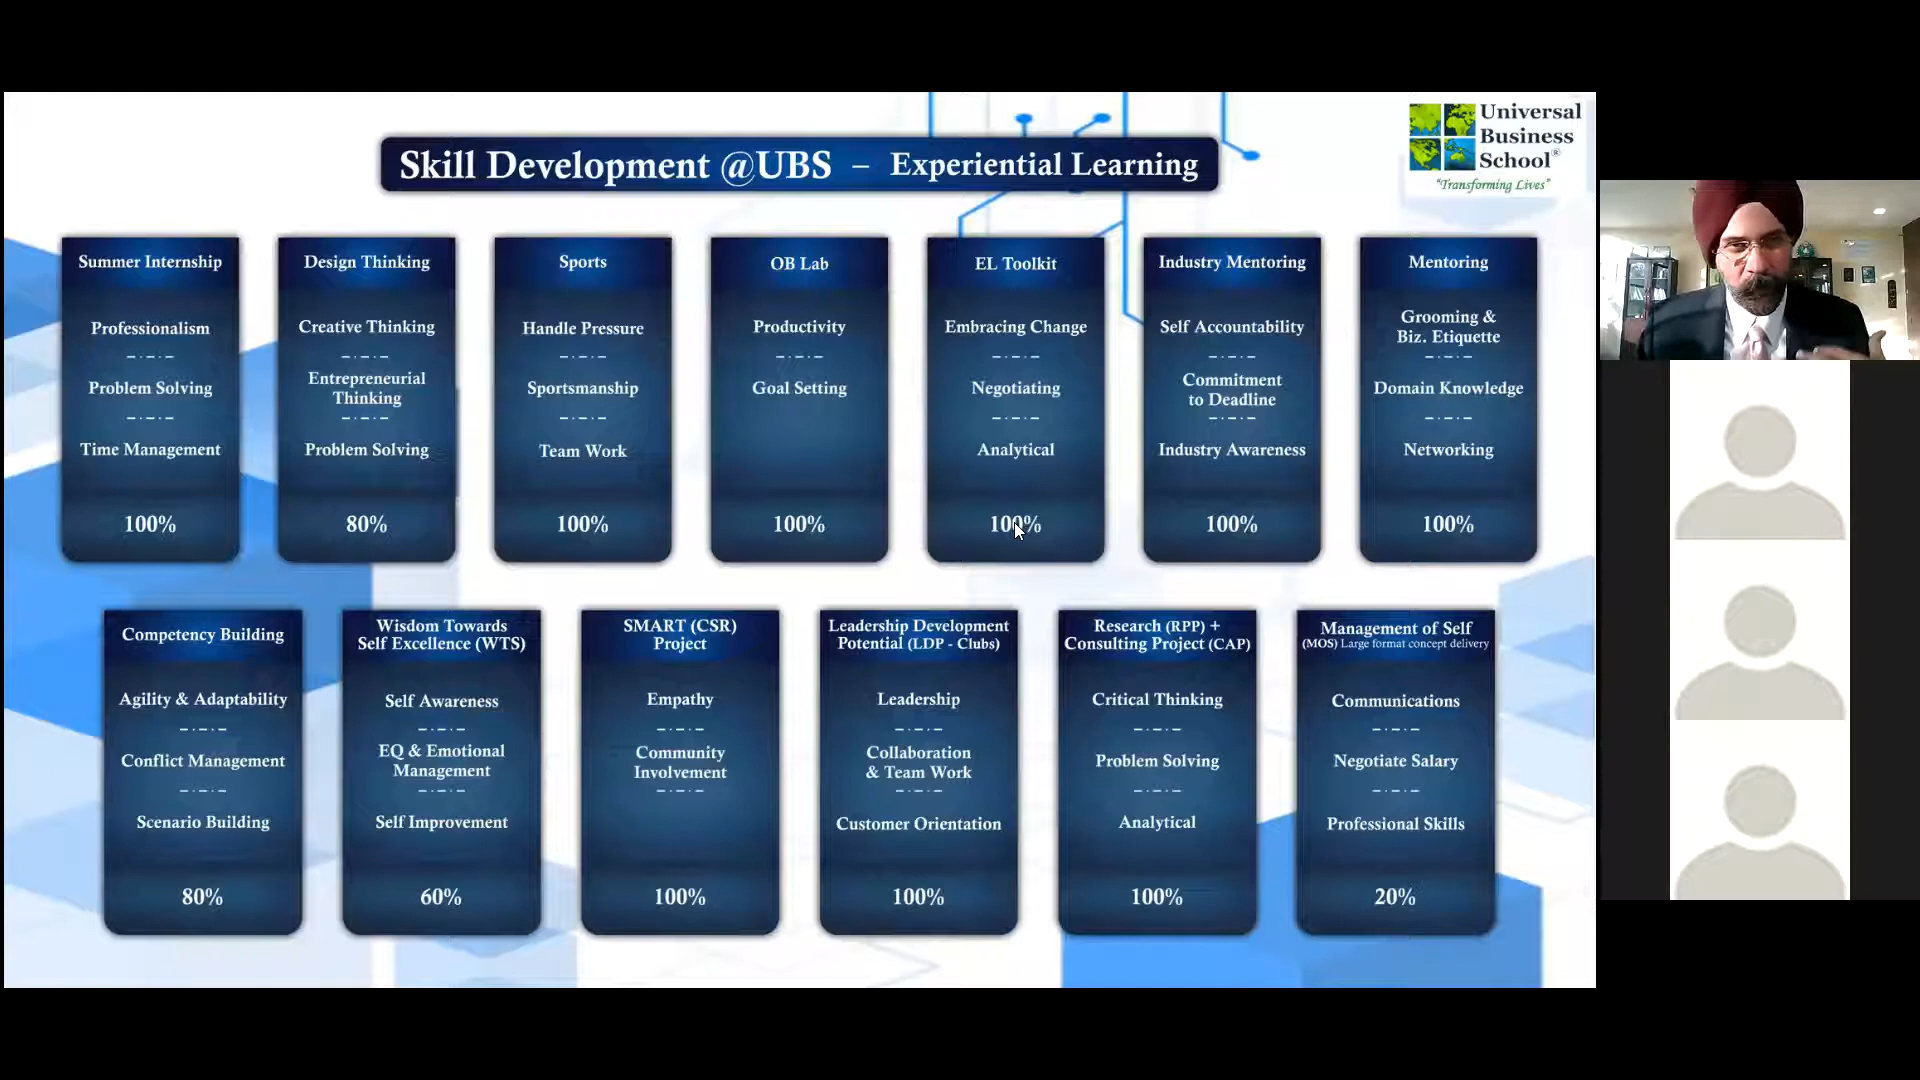 Skill Development @UBS – Experiential Learning
Universal
Business
School®
"Transforming Lives"
Summer Internship
Professionalism
Problem Solving
Time Management
100%
Design Thinking
Creative Thinking
Entrepreneurial
Thinking
Problem Solving
80%
Sports
Handle Pressure
Sportsmanship
Team Work
100%
OB Lab
Productivity
Goal Setting
100%
EL Toolkit
Embracing Change
Negotiating
Analytical
100%
Industry Mentoring
Self Accountability
Commitment
to Deadline
Industry Awareness
100%
Mentoring
Grooming &
Biz. Etiquette
Domain Knowledge
Networking
100%
Competency Building
Agility & Adaptability
Conflict Management
Scenario Building
80%
Wisdom Towards
Self Excellence (WTS)
Self Awareness
EQ & Emotional
Management
Self Improvement
60%
SMART (CSR)
Project
Empathy
Community
Involvement
100%
Leadership Development
Potential (LDP - Clubs)
Leadership
Collaboration
& Team Work
Customer Orientation
100%
Research (RPP) +
Consulting Project (CAP)
Critical Thinking
Problem Solving
Analytical
100%
Management of Self
(MOS) Large format concept delivery
Communications
Negotiate Salary
Professional Skills
20%